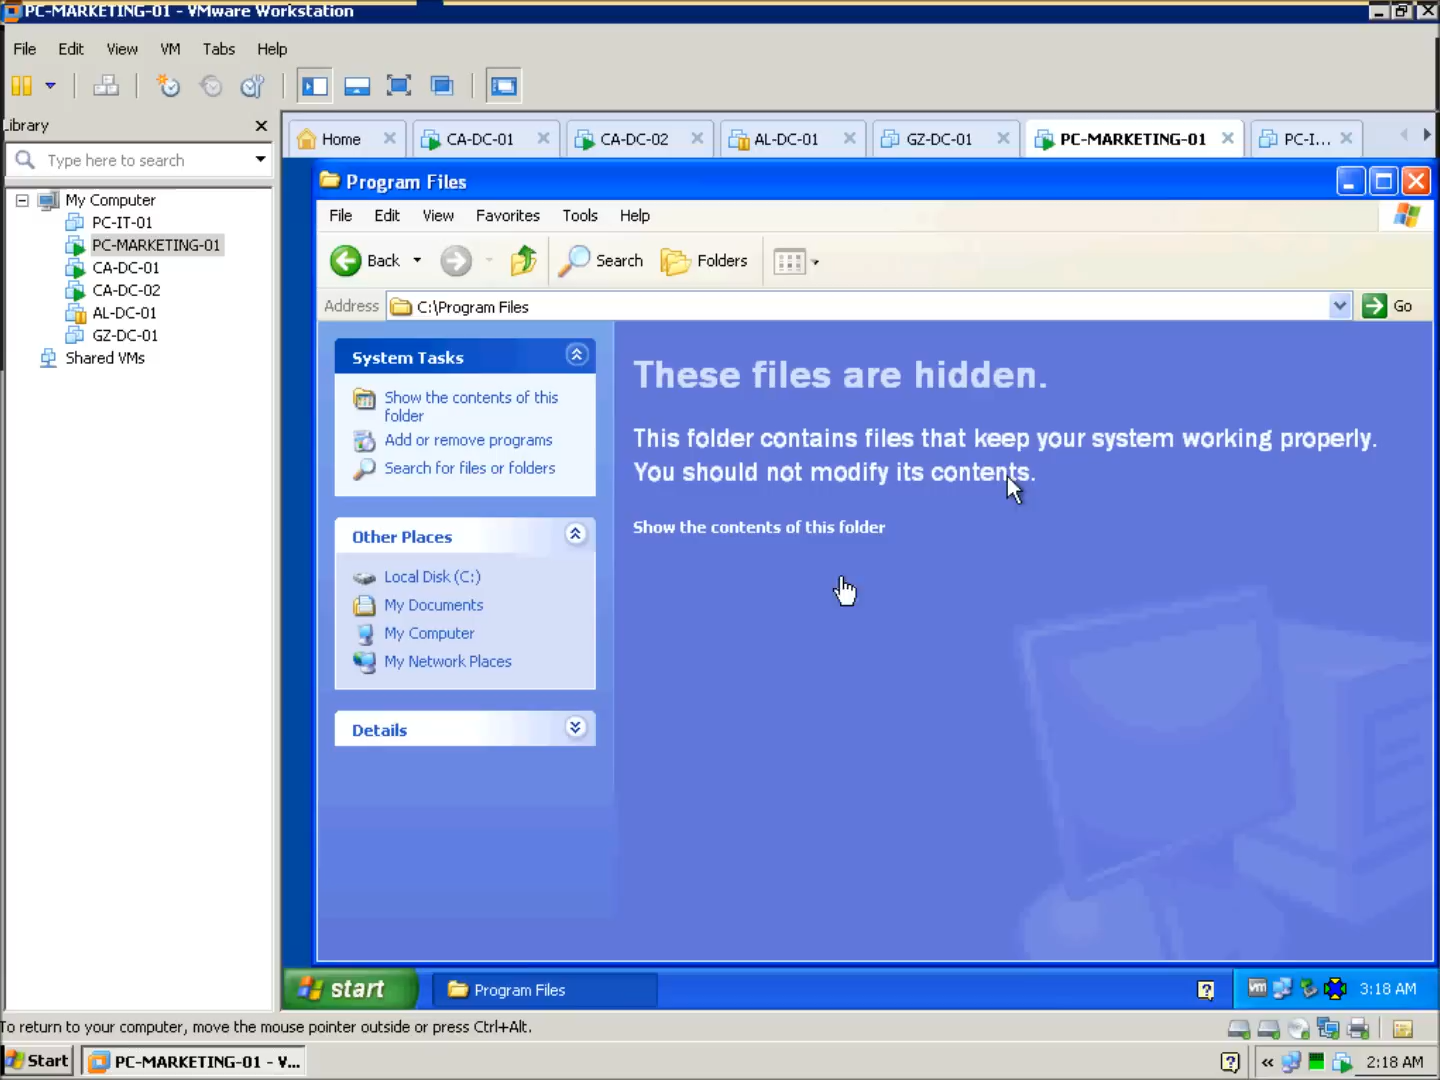 PC-MARKETING-01 - VMware Workstation
File Edit View VM Tabs Help
Library
Type here to search
My Computer
PC-IT-01
PC-MARKETING-01
CA-DC-01
CA-DC-02
AL-DC-01
GZ-DC-01
Shared VMs
Home CA-DC-01 CA-DC-02 AL-DC-01 GZ-DC-01 PC-MARKETING-01 PC-I...
Program Files
File Edit View Favorites Tools Help
Back Search Folders
Address C:\Program Files Go
System Tasks
Show the contents of this
folder
Add or remove programs
Search for files or folders
Other Places
Local Disk (C:)
My Documents
My Computer
My Network Places
Details
These files are hidden.
This folder contains files that keep your system working properly.
You should not modify its contents.
Show the contents of this folder
start Program Files ? vm 3:18 AM
To return to your computer, move the mouse pointer outside or press Ctrl+Alt.
Start PC-MARKETING-01 - V... ? « 2:18 AM